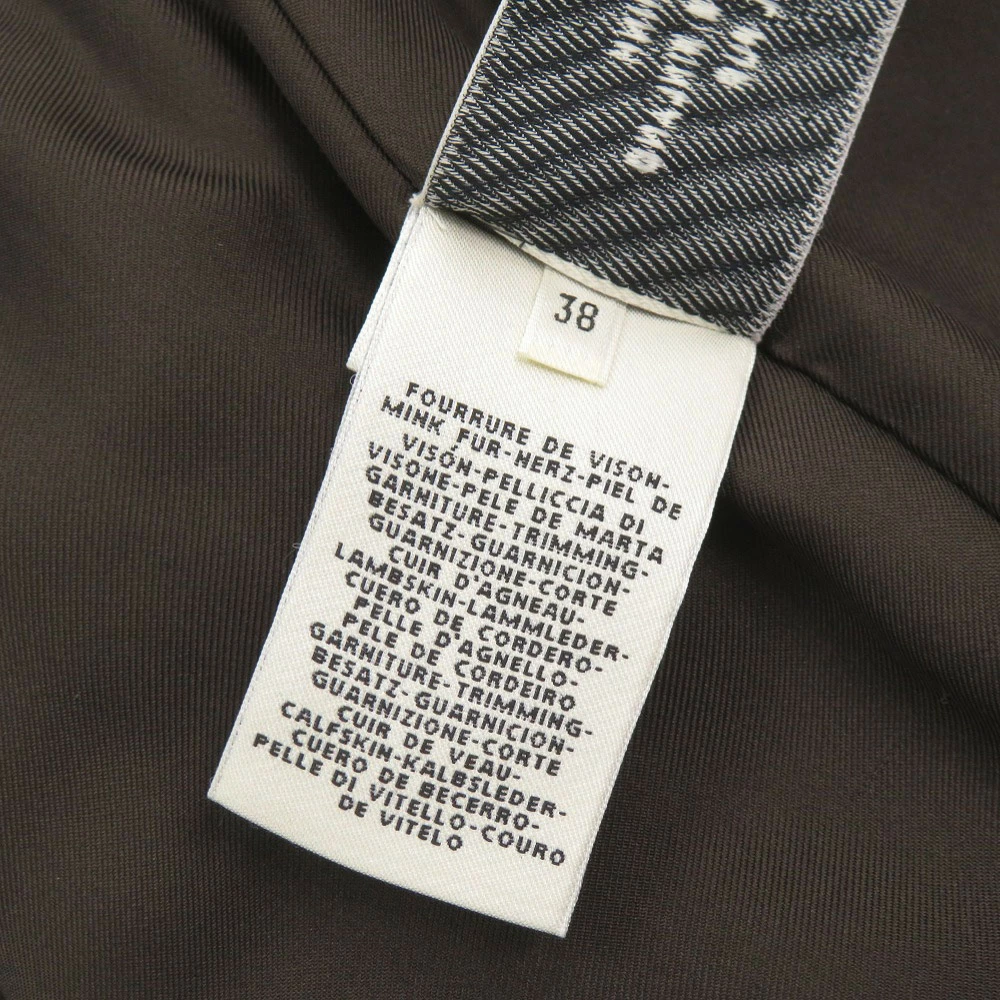 38
FOURRURE DE VISON-
MINK FUR-HERZ-PIEL DE
VISÓN-PELLICCIA DI
VISONE-PELE DE MARTA
GARNITURE-TRIMMING-
BESATZ-GUARNICION-
GUARNIZIONE-CORTE
CUIR D'AGNEAU-
LAMBSKIN-LAMMLEDER-
CUERO DE CORDERO-
PELLE D'AGNELLO-
PELE DE CORDEIRO
GARNITURE-TRIMMING-
BESATZ-GUARNICION-
GUARNIZIONE-CORTE
CUIR DE VEAU-
CALFSKIN-KALBSLEDER-
CUERO DE BECERRO-
PELLE DI VITELLO-COURO
DE VITELO